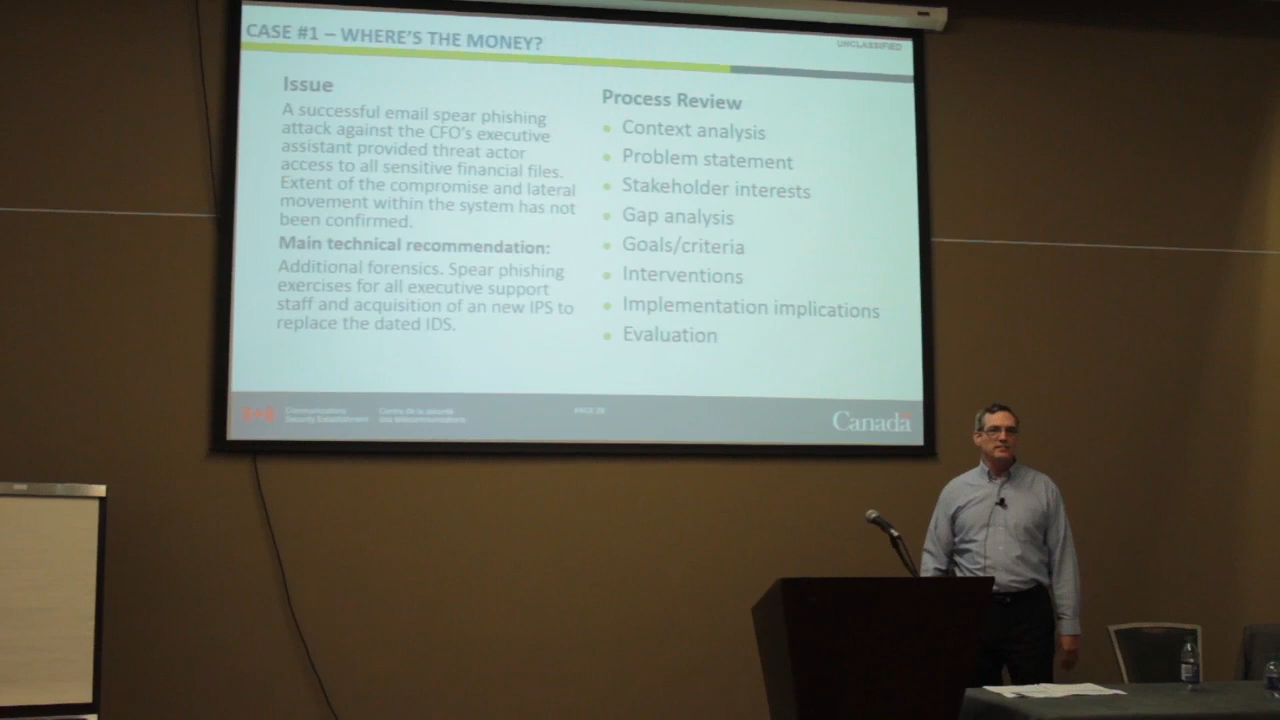 CASE #1 – WHERE'S THE MONEY?
UNCLASSIFIED
Issue
A successful email spear phishing
attack against the CFO's executive
assistant provided threat actor
access to all sensitive financial files.
Extent of the compromise and lateral
movement within the system has not
been confirmed.
Main technical recommendation:
Additional forensics. Spear phishing
exercises for all executive support
staff and acquisition of an new IPS to
replace the dated IDS.
Process Review
• Context analysis
• Problem statement
• Stakeholder interests
• Gap analysis
• Goals/criteria
• Interventions
• Implementation implications
• Evaluation
Communications
Security Establishment
Centre de la sécurité
des télécommunications
Canada